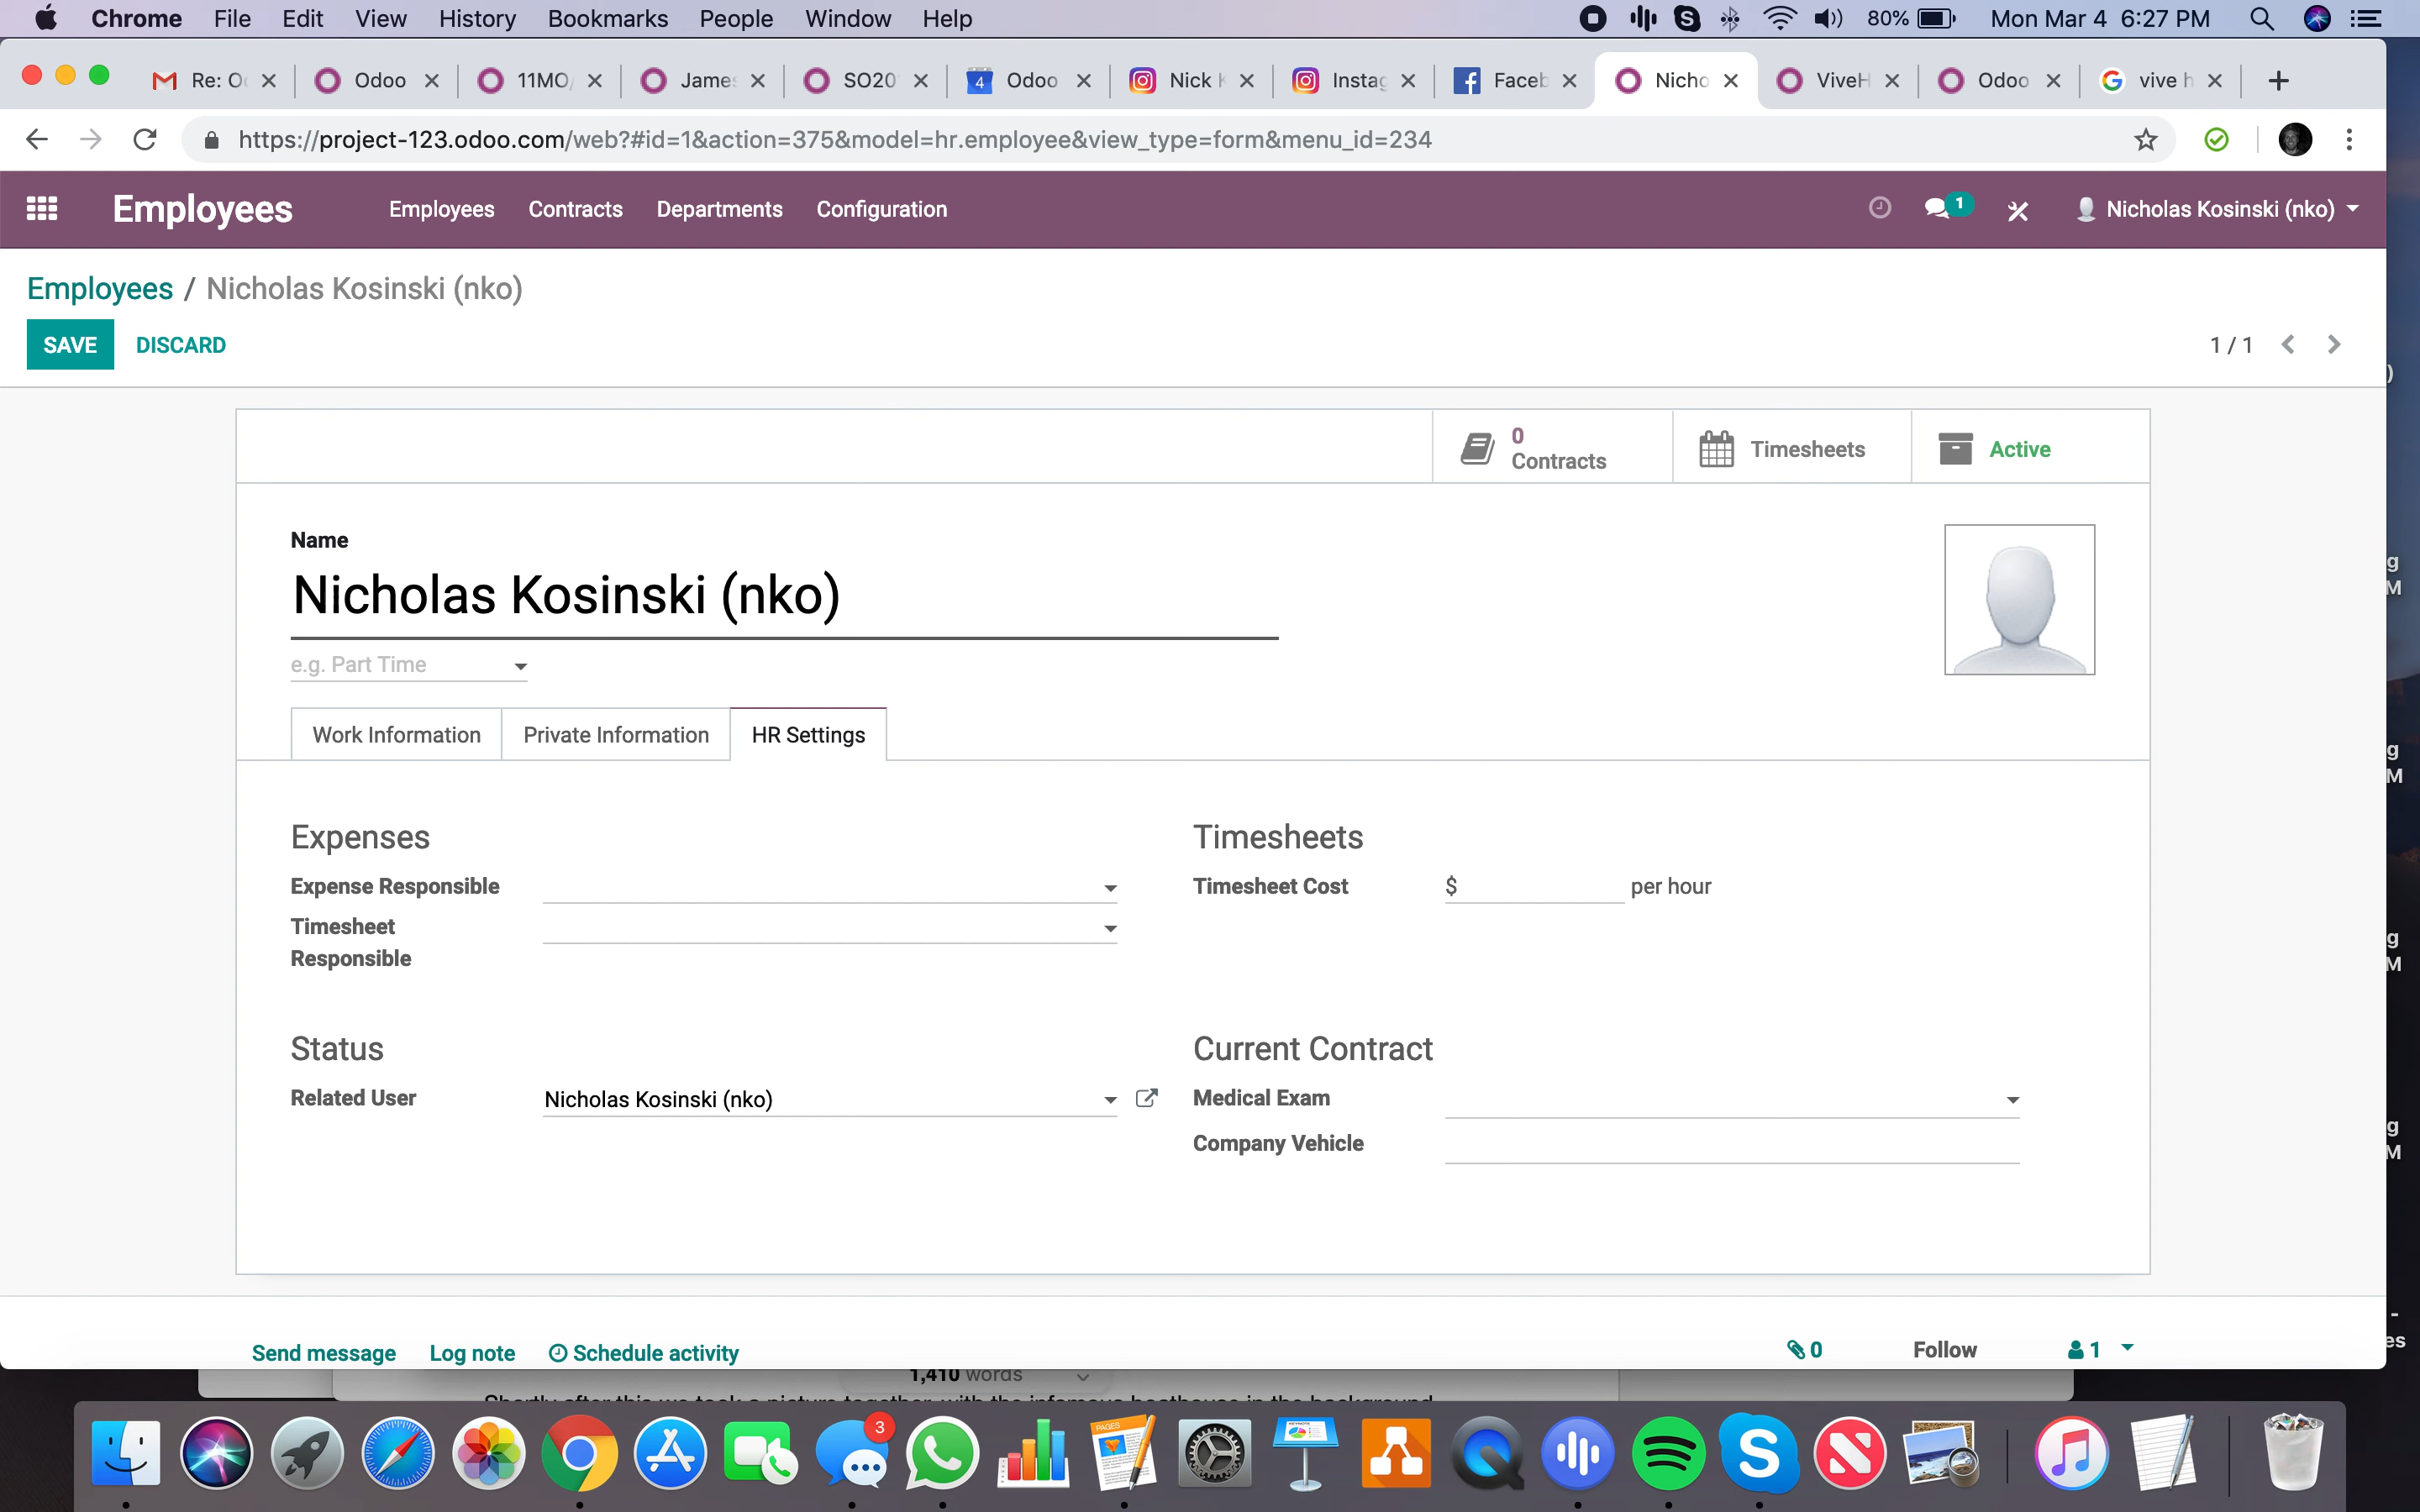 Chrome File Edit View History Bookmarks People Window Help 80% Mon Mar 4 6:27 PM
Re: O Odoo 11MO/ James SO20 4 Odoo Nick K Instag Faceb Nicho ViveH Odoo vive h
https://project-123.odoo.com/web?#id=1&action=375&model=hr.employee&view_type=form&menu_id=234
Employees Employees Contracts Departments Configuration 1 Nicholas Kosinski (nko)
Employees / Nicholas Kosinski (nko)
SAVE DISCARD 1 / 1
0
Contracts Timesheets Active
Name
Nicholas Kosinski (nko)
e.g. Part Time
Work Information Private Information HR Settings
Expenses Timesheets
Expense Responsible Timesheet Cost $ per hour
Timesheet
Responsible
Status Current Contract
Related User Nicholas Kosinski (nko) Medical Exam
Company Vehicle
Send message Log note Schedule activity 0 Follow 1
1,410 words
3
PAGES